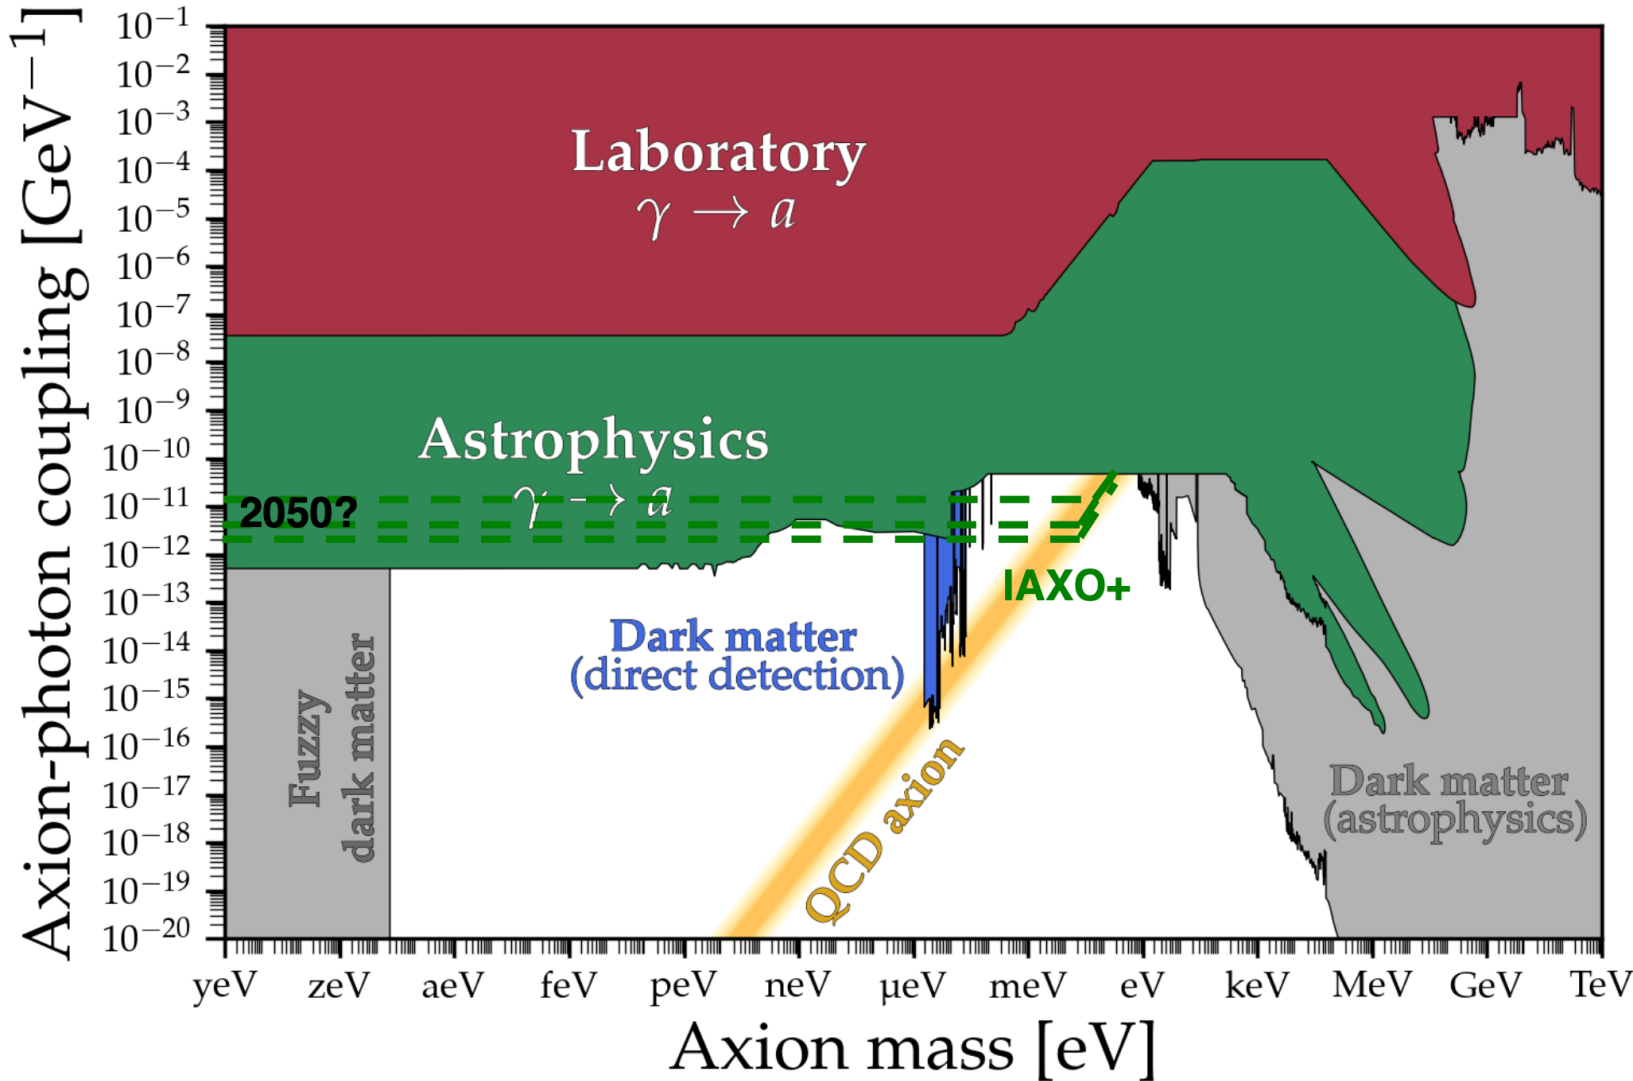 Axion-photon coupling [GeV⁻¹]
10⁻¹
10⁻²
10⁻³
10⁻⁴
10⁻⁵
10⁻⁶
10⁻⁷
10⁻⁸
10⁻⁹
10⁻¹⁰
10⁻¹¹
10⁻¹²
10⁻¹³
10⁻¹⁴
10⁻¹⁵
10⁻¹⁶
10⁻¹⁷
10⁻¹⁸
10⁻¹⁹
10⁻²⁰
Laboratory
γ → a
Astrophysics
γ → a
2050?
IAXO+
Dark matter
(direct detection)
Fuzzy
dark matter
QCD axion
Dark matter
(astrophysics)
yeV zeV aeV feV peV neV μeV meV eV keV MeV GeV TeV
Axion mass [eV]